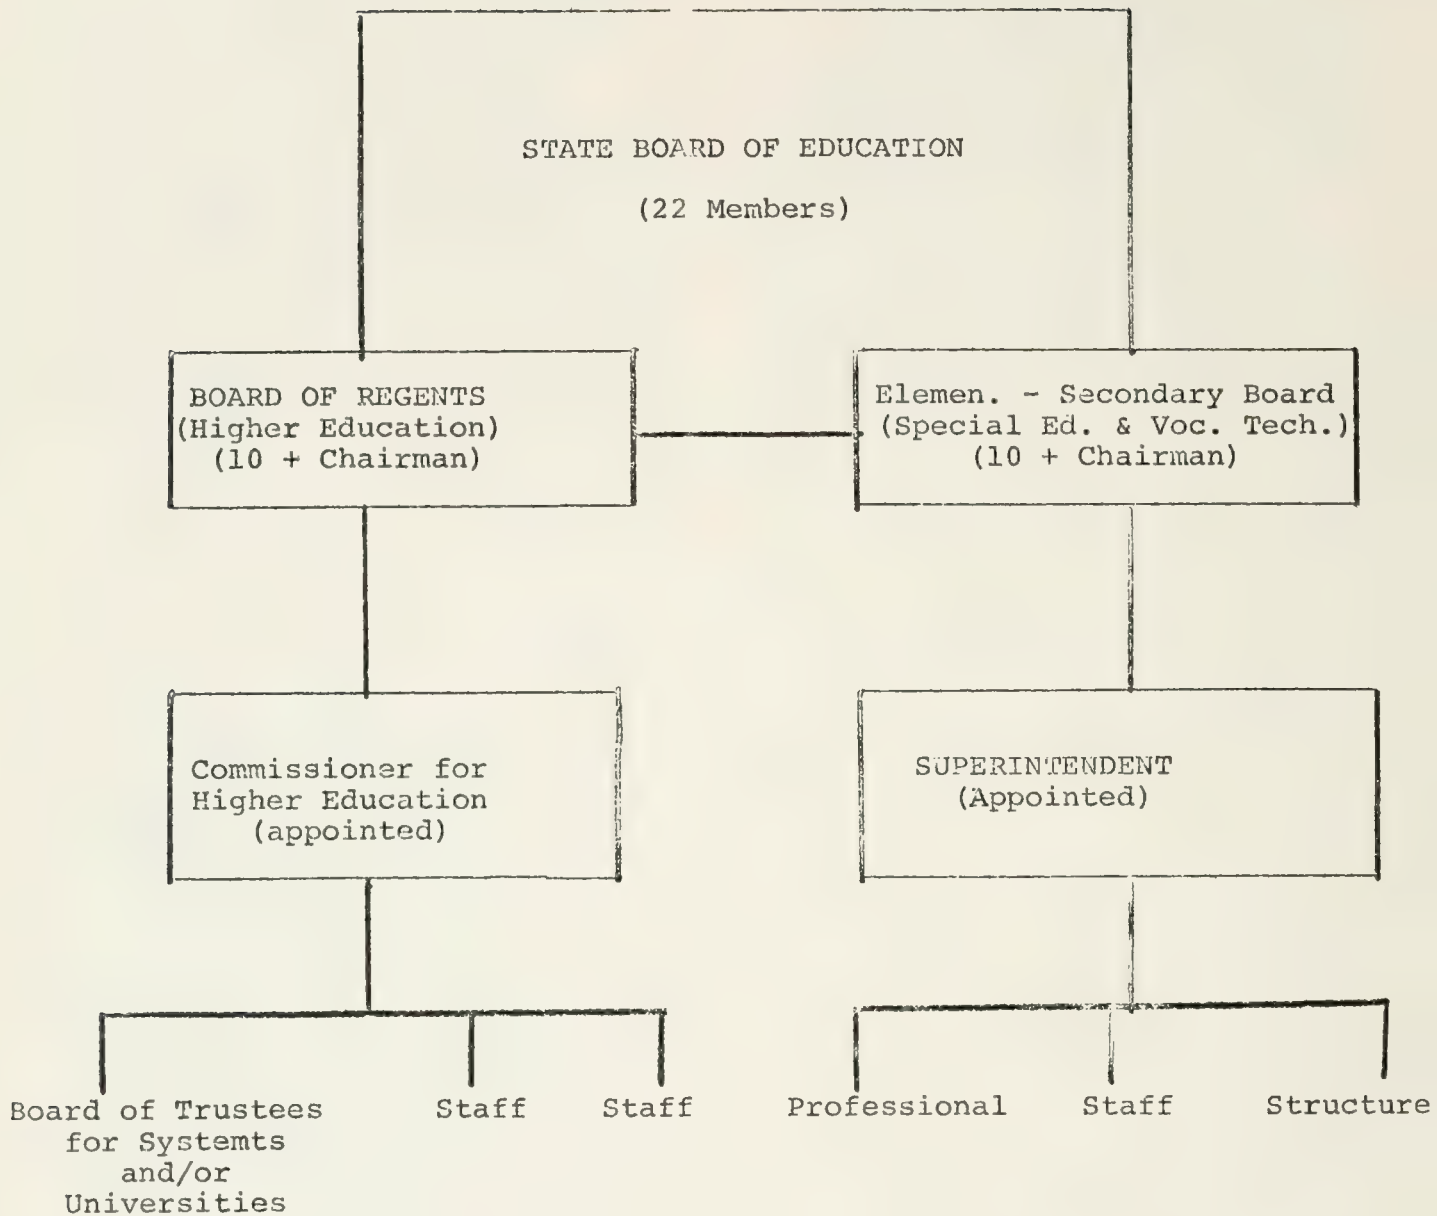 STATE BOARD OF EDUCATION
(22 Members)
BOARD OF REGENTS
(Higher Education)
(10 + Chairman)
Elemen. - Secondary Board
(Special Ed. & Voc. Tech.)
(10 + Chairman)
Commissioner for
Higher Education
(appointed)
SUPERINTENDENT
(Appointed)
Board of Trustees
for Systemts
and/or
Universities
Staff
Staff
Professional
Staff
Structure